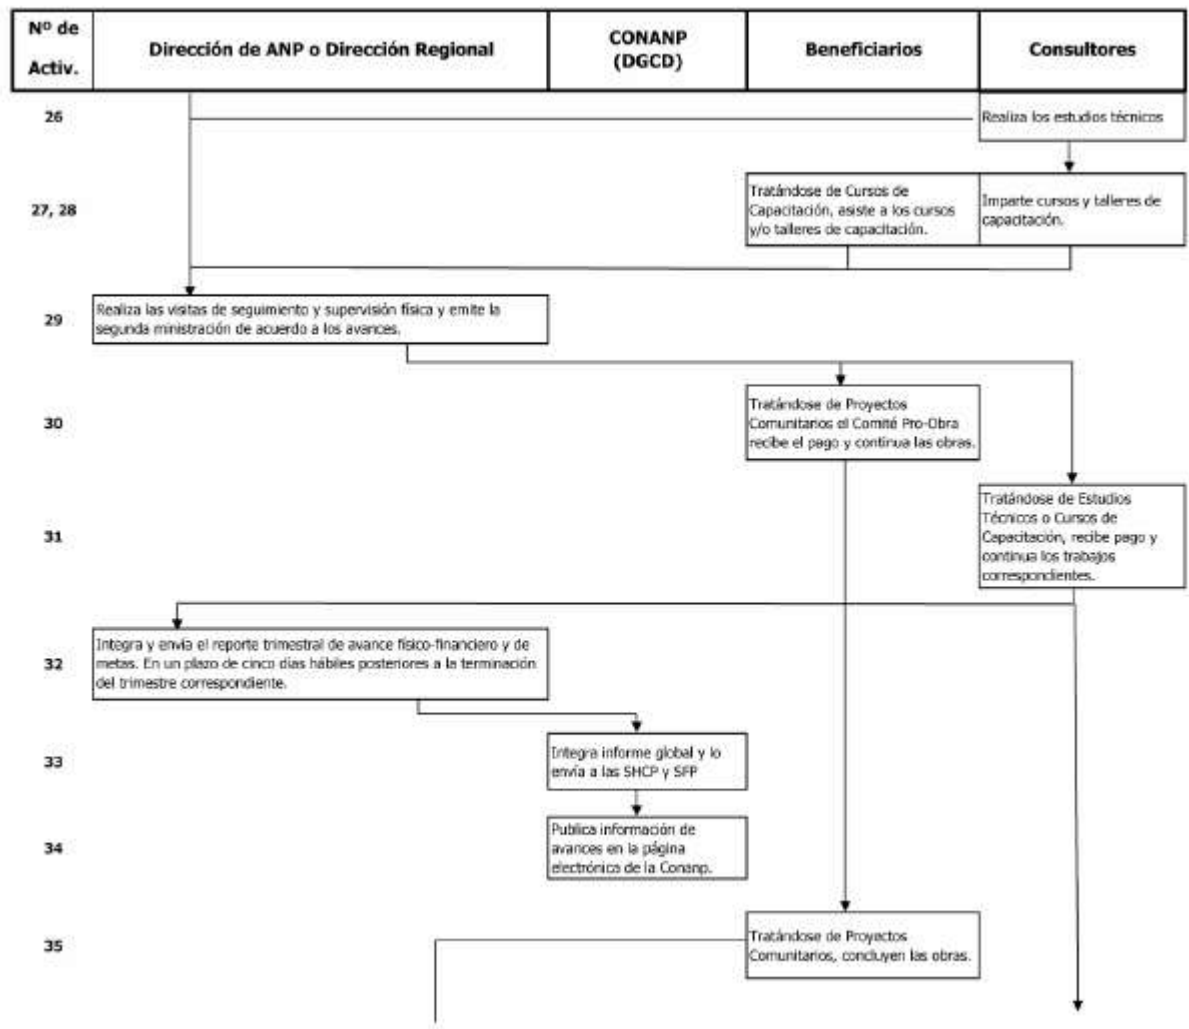 Nº de
Activ.
Dirección de ANP o Dirección Regional
CONANP
(DGCD)
Beneficiarios
Consultores
26
Realiza los estudios técnicos
27, 28
Tratándose de Cursos de
Capacitación, asiste a los cursos
y/o talleres de capacitación.
Imparte cursos y talleres de
capacitación.
29
Realiza las visitas de seguimiento y supervisión física y emite la
segunda ministración de acuerdo a los avances.
30
Tratándose de Proyectos
Comunitarios el Comité Pro-Obra
recibe el pago y continua las obras.
31
Tratándose de Estudios
Técnicos o Cursos de
Capacitación, recibe pago y
continua los trabajos
correspondientes.
32
Integra y envía el reporte trimestral de avance físico-financiero y de
metas. En un plazo de cinco días hábiles posteriores a la terminación
del trimestre correspondiente.
33
Integra informe global y lo
envía a las SHCP y SFP
34
Publica información de
avances en la página
electrónica de la Conanp.
35
Tratándose de Proyectos
Comunitarios, concluyen las obras.